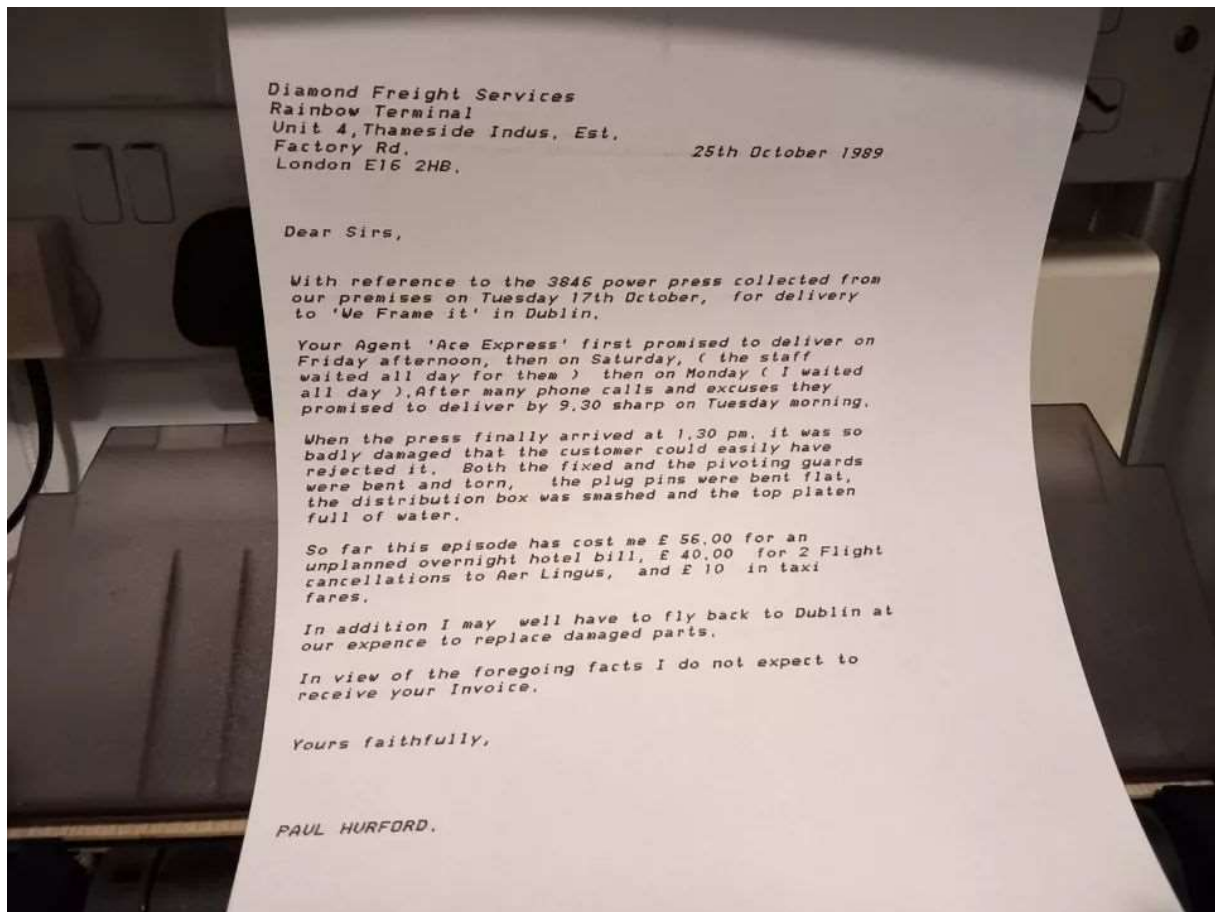 Diamond Freight Services
Rainbow Terminal
Unit 4,Thameside Indus. Est.
Factory Rd.
25th October 1989
London E16 2HB.
Dear Sirs,
With reference to the 3846 power press collected from
our premises on Tuesday 17th October, for delivery
to 'We Frame it' in Dublin.
Your Agent 'Ace Express' first promised to deliver on
Friday afternoon, then on Saturday, ( the staff
waited all day for them ) then on Monday ( I waited
all day ).After many phone calls and excuses they
promised to deliver by 9.30 sharp on Tuesday morning.
When the press finally arrived at 1.30 pm. it was so
badly damaged that the customer could easily have
rejected it. Both the fixed and the pivoting guards
were bent and torn, the plug pins were bent flat,
the distribution box was smashed and the top platen
full of water.
So far this episode has cost me £ 56.00 for an
unplanned overnight hotel bill, £ 40.00 for 2 Flight
cancellations to Aer Lingus, and £ 10 in taxi
fares.
In addition I may well have to fly back to Dublin at
our expence to replace damaged parts.
In view of the foregoing facts I do not expect to
receive your Invoice.
Yours faithfully,
PAUL HURFORD.